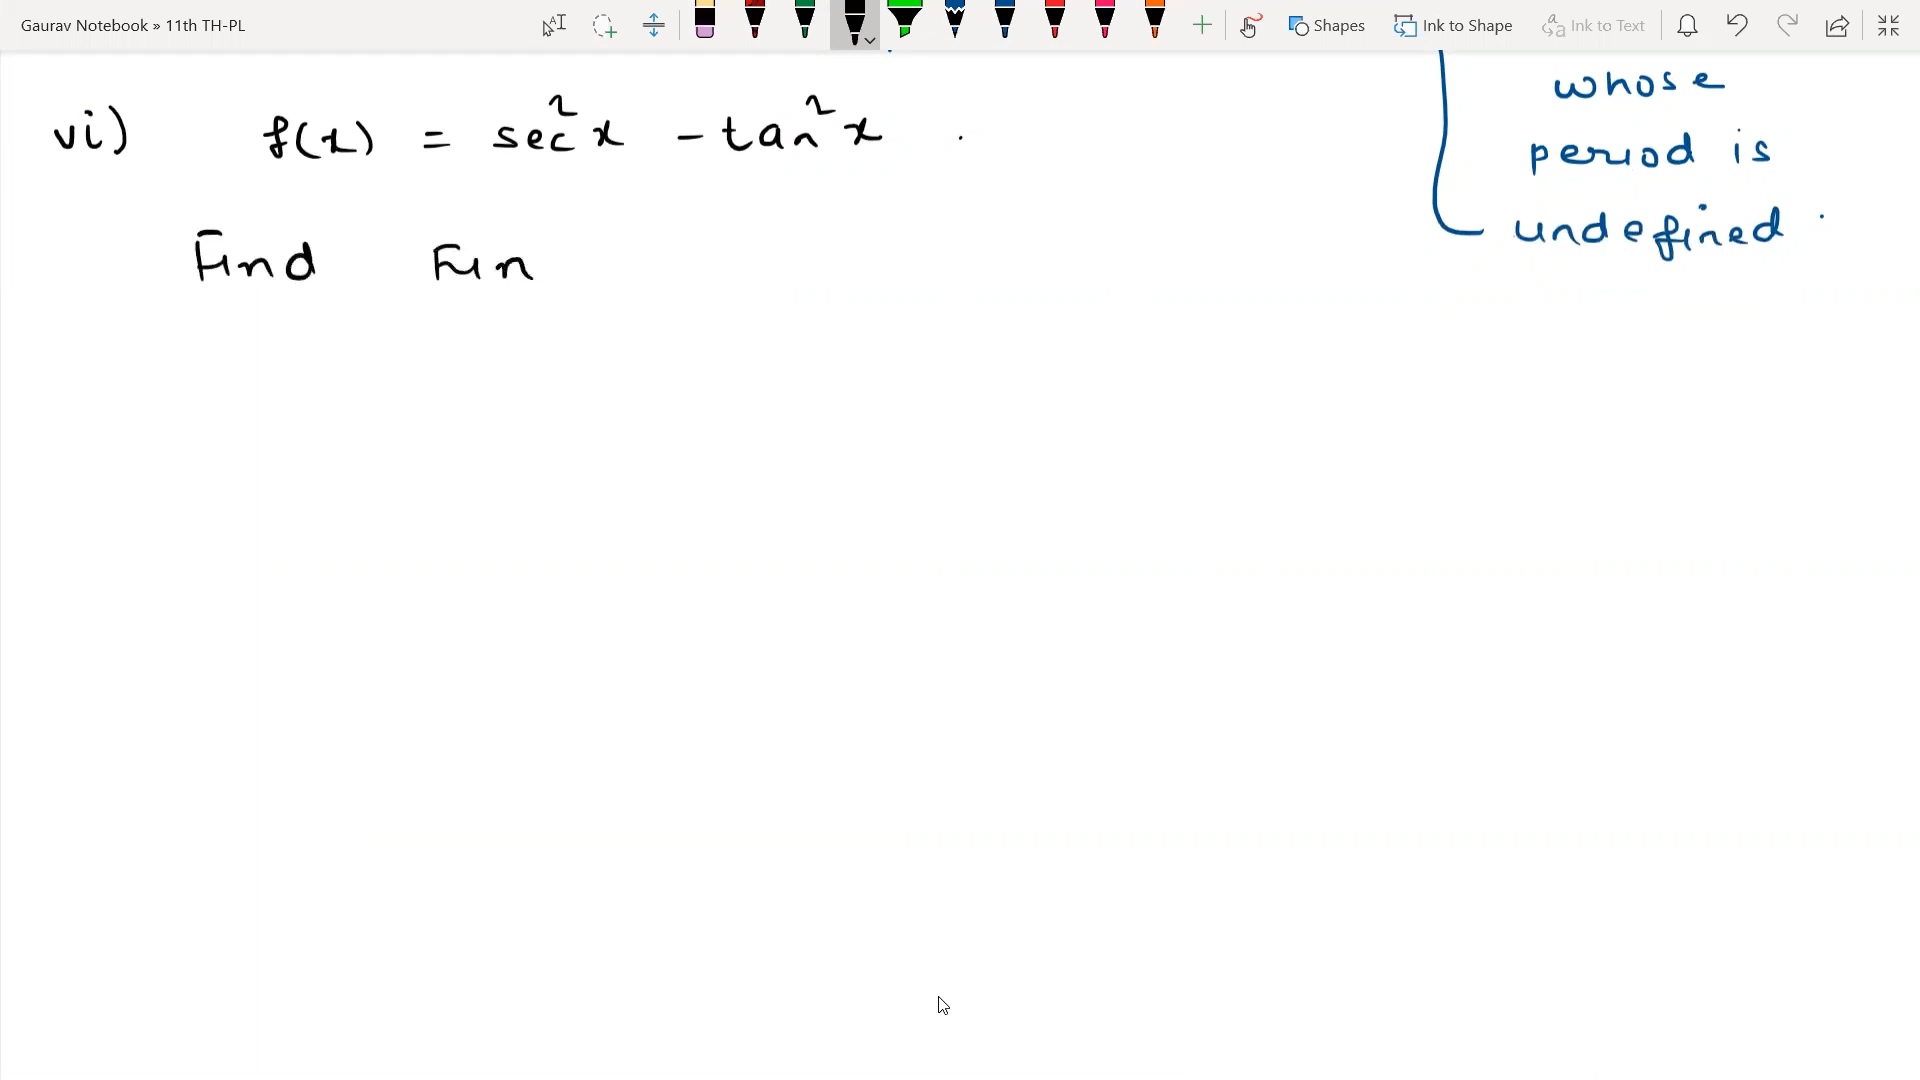 Gaurav Notebook » 11th TH-PL
Shapes
Ink to Shape
Ink to Text
vi) f(x) = sec²x - tan²x .
Find Fun
whose
period is
undefined .